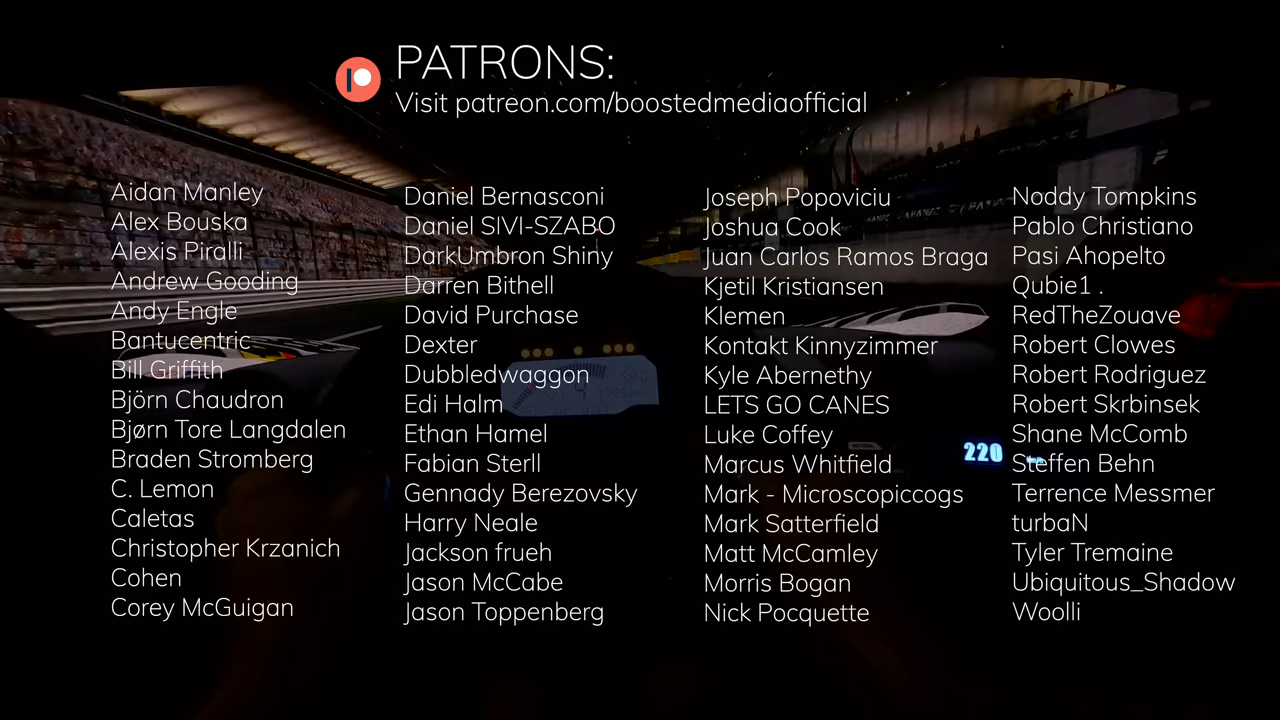 PATRONS:
Visit patreon.com/boostedmediaofficial
Aidan Manley
Alex Bouska
Alexis Piralli
Andrew Gooding
Andy Engle
Bantucentric
Bill Griffith
Björn Chaudron
Bjørn Tore Langdalen
Braden Stromberg
C. Lemon
Caletas
Christopher Krzanich
Cohen
Corey McGuigan
Daniel Bernasconi
Daniel SIVI-SZABO
DarkUmbron Shiny
Darren Bithell
David Purchase
Dexter
Dubbledwaggon
Edi Halm
Ethan Hamel
Fabian Sterll
Gennady Berezovsky
Harry Neale
Jackson frueh
Jason McCabe
Jason Toppenberg
Joseph Popoviciu
Joshua Cook
Juan Carlos Ramos Braga
Kjetil Kristiansen
Klemen
Kontakt Kinnyzimmer
Kyle Abernethy
LETS GO CANES
Luke Coffey
Marcus Whitfield
Mark - Microscopiccogs
Mark Satterfield
Matt McCamley
Morris Bogan
Nick Pocquette
Noddy Tompkins
Pablo Christiano
Pasi Ahopelto
Qubie1 .
RedTheZouave
Robert Clowes
Robert Rodriguez
Robert Skrbinsek
Shane McComb
Steffen Behn
Terrence Messmer
turbaN
Tyler Tremaine
Ubiquitous_Shadow
Woolli
220